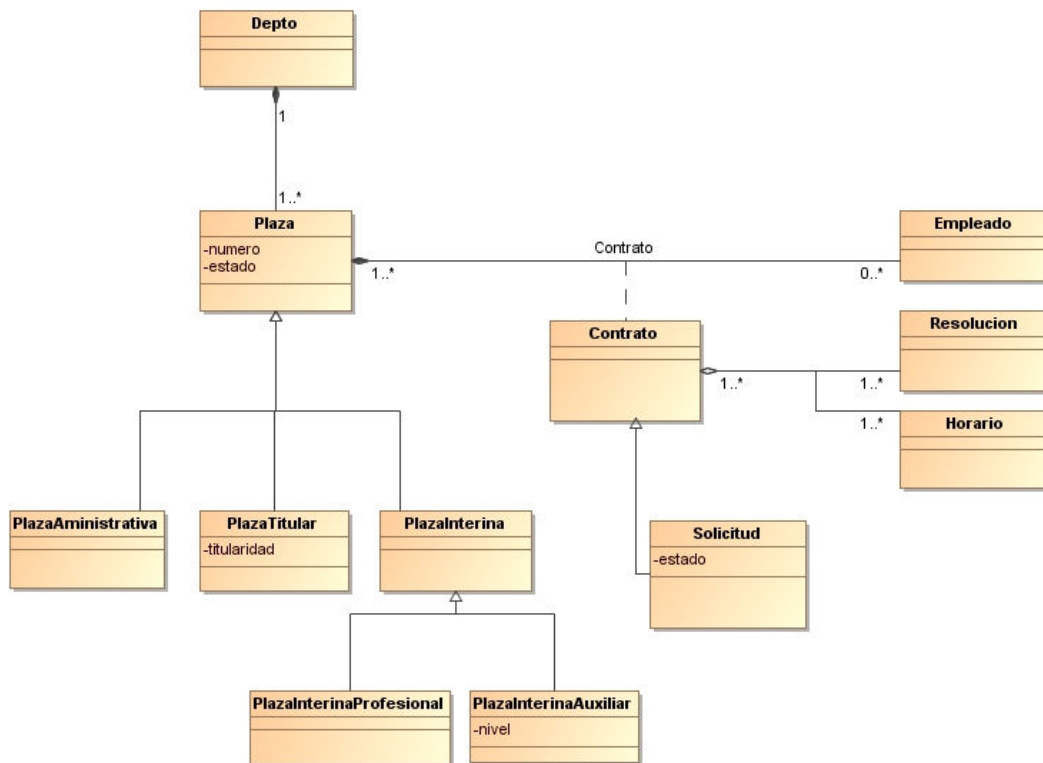 Depto
1
1..*
Plaza
-numero
-estado
1..*
Contrato
0..*
Empleado
Contrato
1..*
1..*
Resolucion
1..*
Horario
PlazaAministrativa
PlazaTitular
-titularidad
PlazaInterina
Solicitud
-estado
PlazaInterinaProfesional
PlazaInterinaAuxiliar
-nivel